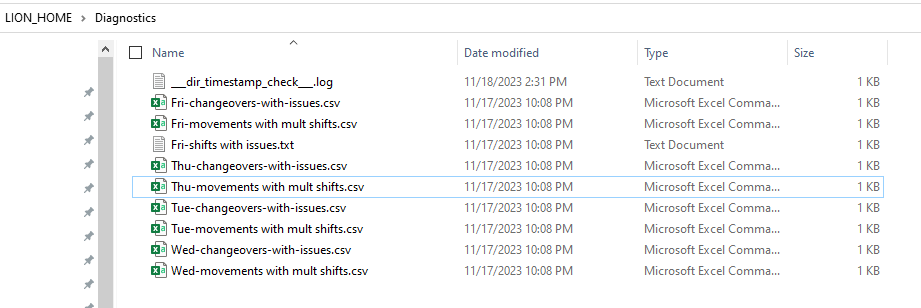 LION_HOME > Diagnostics
Name Date modified Type Size
__dir_timestamp_check__.log 11/18/2023 2:31 PM Text Document 1 KB
Fri-changeovers-with-issues.csv 11/17/2023 10:08 PM Microsoft Excel Comma... 1 KB
Fri-movements with mult shifts.csv 11/17/2023 10:08 PM Microsoft Excel Comma... 1 KB
Fri-shifts with issues.txt 11/17/2023 10:08 PM Text Document 1 KB
Thu-changeovers-with-issues.csv 11/17/2023 10:08 PM Microsoft Excel Comma... 1 KB
Thu-movements with mult shifts.csv 11/17/2023 10:08 PM Microsoft Excel Comma... 1 KB
Tue-changeovers-with-issues.csv 11/17/2023 10:08 PM Microsoft Excel Comma... 1 KB
Tue-movements with mult shifts.csv 11/17/2023 10:08 PM Microsoft Excel Comma... 1 KB
Wed-changeovers-with-issues.csv 11/17/2023 10:08 PM Microsoft Excel Comma... 1 KB
Wed-movements with mult shifts.csv 11/17/2023 10:08 PM Microsoft Excel Comma... 1 KB